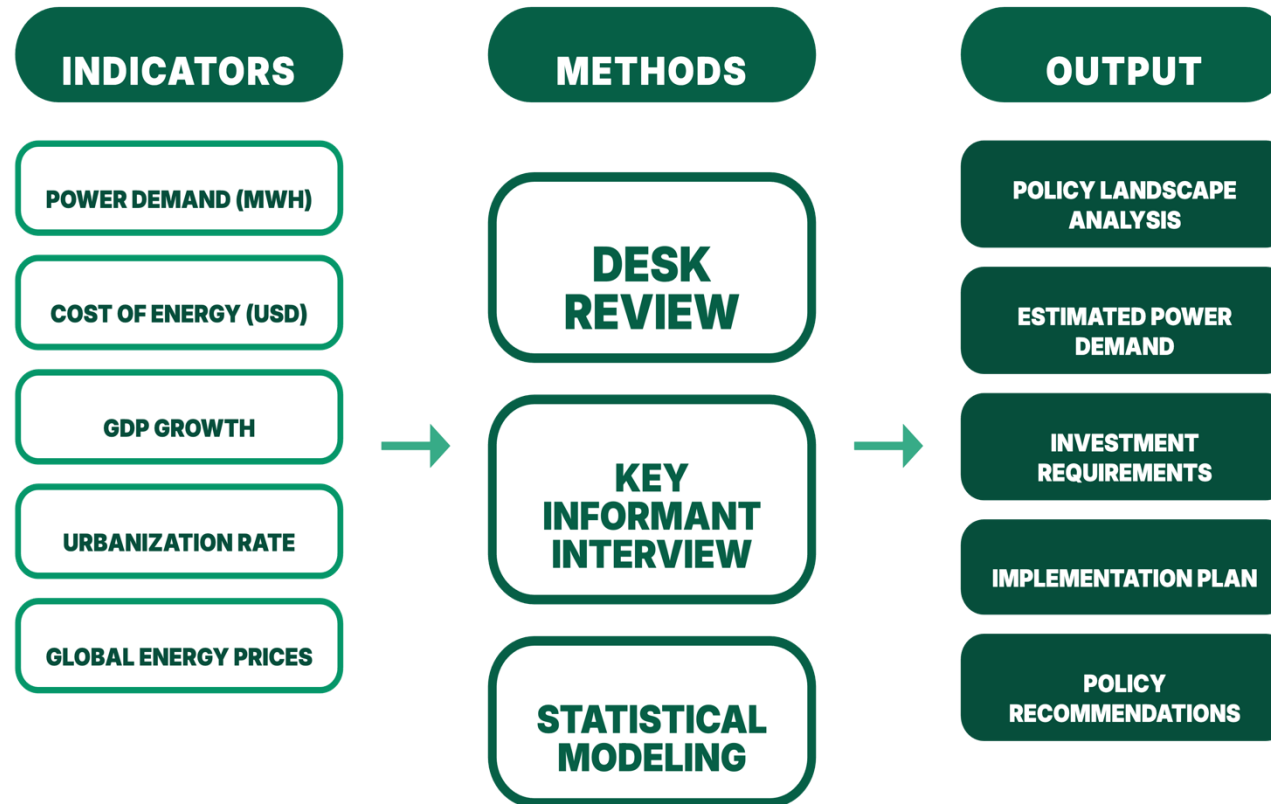 INDICATORS
POWER DEMAND (MWH)
COST OF ENERGY (USD)
GDP GROWTH
URBANIZATION RATE
GLOBAL ENERGY PRICES
METHODS
DESK
REVIEW
KEY
INFORMANT
INTERVIEW
STATISTICAL
MODELING
OUTPUT
POLICY LANDSCAPE
ANALYSIS
ESTIMATED POWER
DEMAND
INVESTMENT
REQUIREMENTS
IMPLEMENTATION PLAN
POLICY
RECOMMENDATIONS